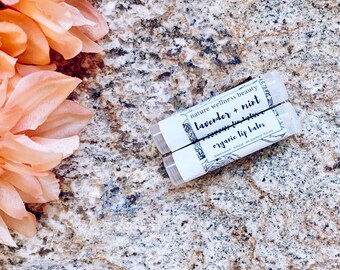 nature wellness beauty
lavender + mint
organic lip balm